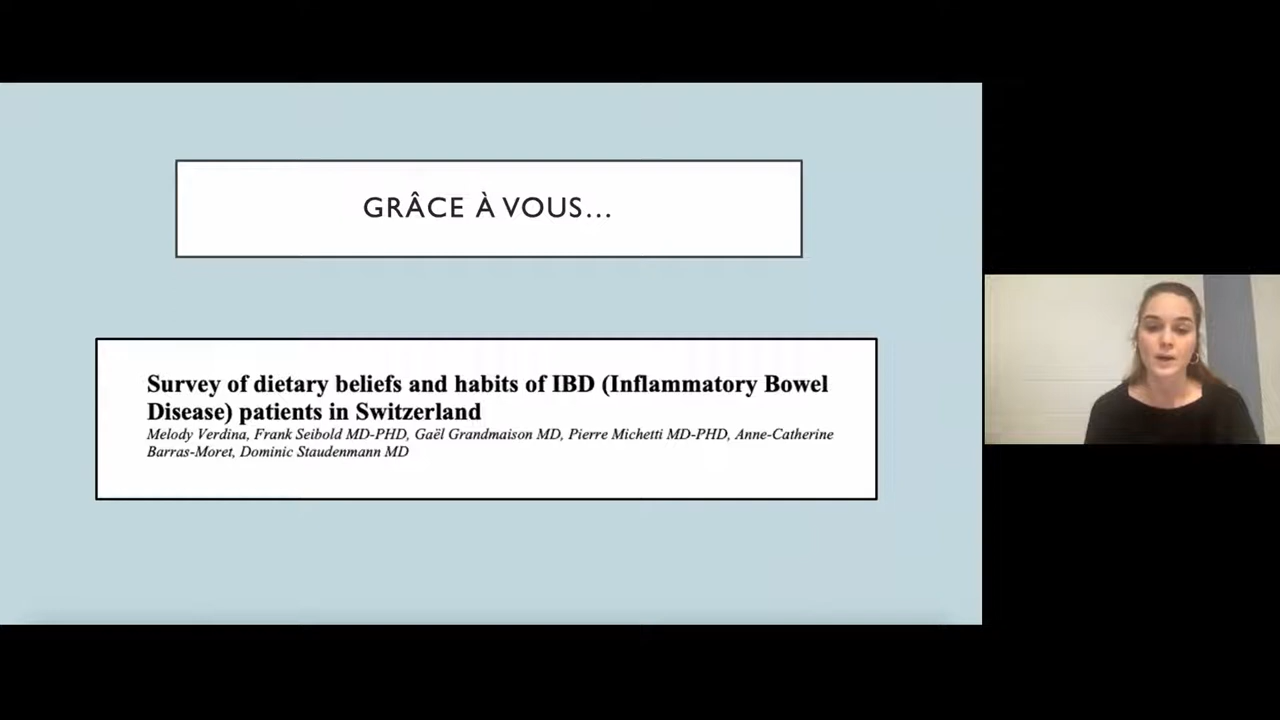 GRÂCE À VOUS...
Survey of dietary beliefs and habits of IBD (Inflammatory Bowel
Disease) patients in Switzerland
Melody Verdina, Frank Seibold MD-PHD, Gaël Grandmaison MD, Pierre Michetti MD-PHD, Anne-Catherine
Barras-Moret, Dominic Staudenmann MD